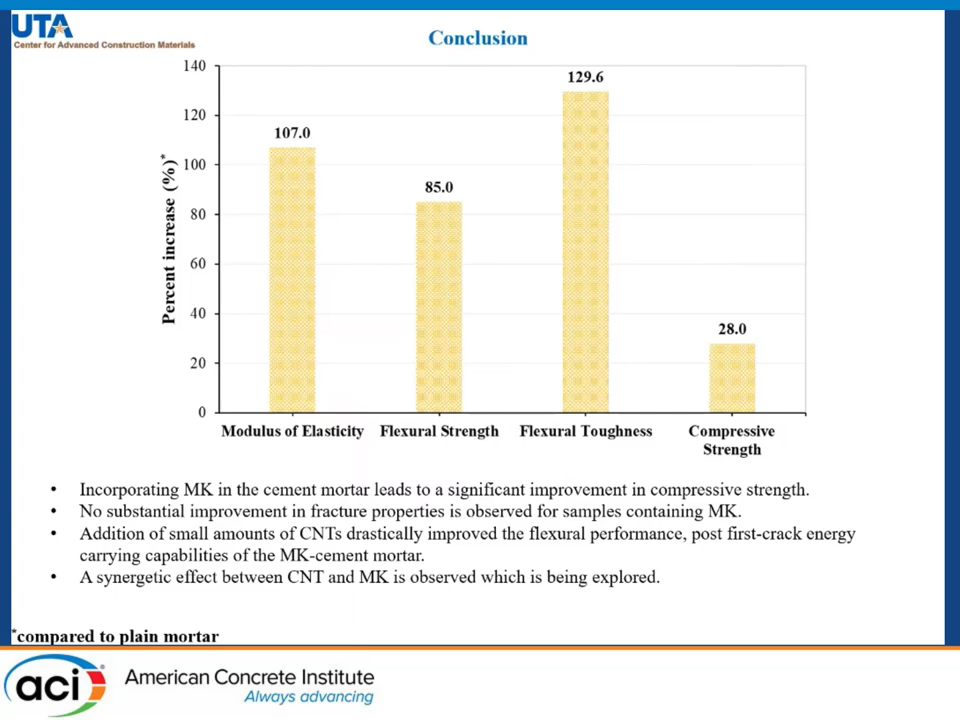 UTA
Center for Advanced Construction Materials
Conclusion
Percent increase (%)*
140
120
100
80
60
40
20
0
107.0
85.0
129.6
28.0
Modulus of Elasticity
Flexural Strength
Flexural Toughness
Compressive
Strength
• Incorporating MK in the cement mortar leads to a significant improvement in compressive strength.
• No substantial improvement in fracture properties is observed for samples containing MK.
• Addition of small amounts of CNTs drastically improved the flexural performance, post first-crack energy
carrying capabilities of the MK-cement mortar.
• A synergetic effect between CNT and MK is observed which is being explored.
*compared to plain mortar
aci®
American Concrete Institute
Always advancing